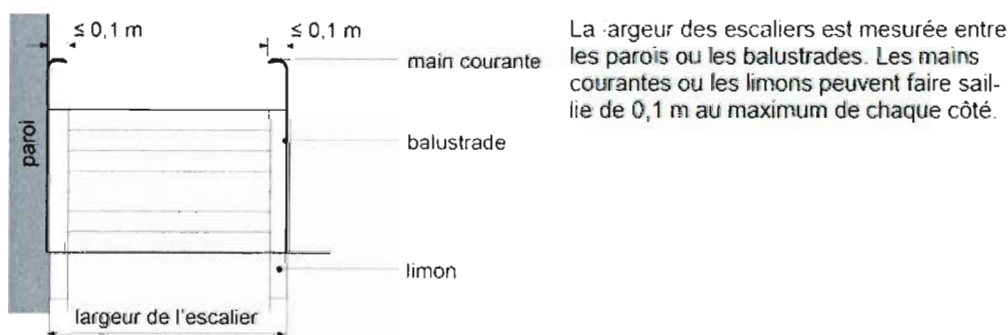 ≤ 0,1 m
≤ 0,1 m
main courante
paroi
balustrade
limon
largeur de l'escalier
La argeur des escaliers est mesurée entre
les parois ou les balustrades. Les mains
courantes ou les limons peuvent faire sail-
lie de 0,1 m au maximum de chaque côté.